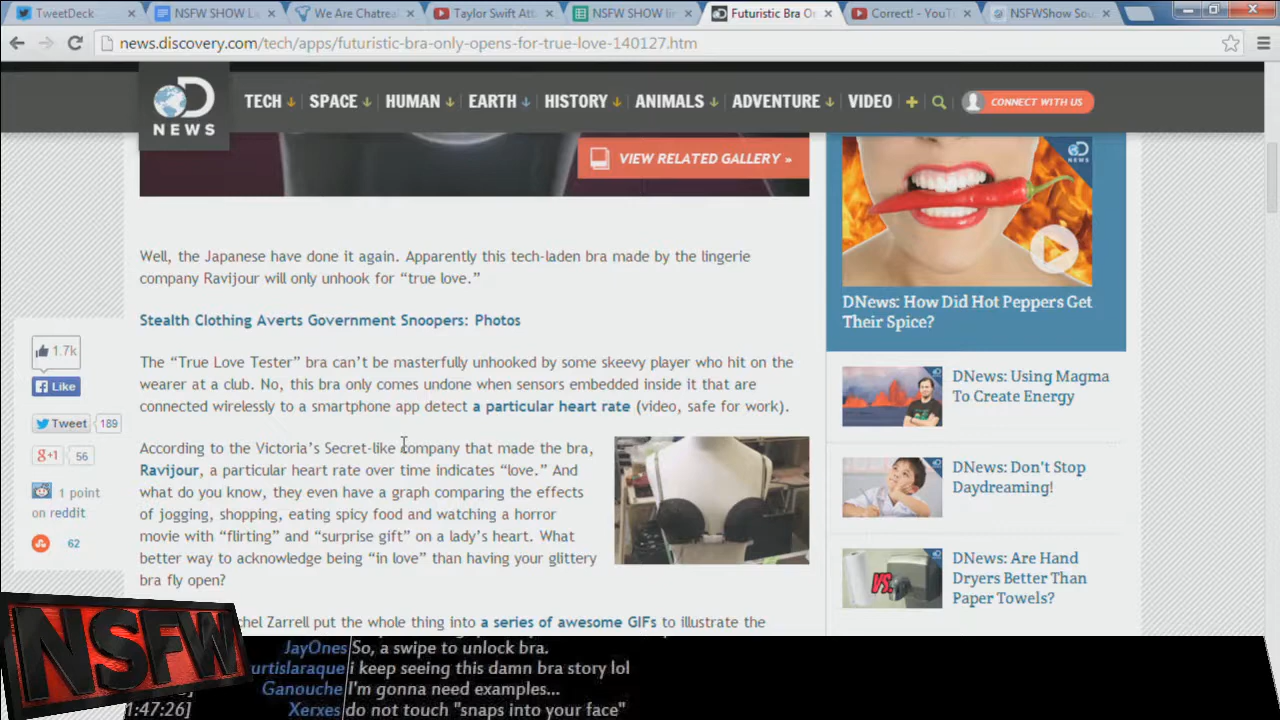 TweetDeck
NSFW SHOW L
We Are Chatrea
Taylor Swift Att
NSFW SHOW lin
Futuristic Bra O
Correct! - YouT
NSFWShow Sou
news.discovery.com/tech/apps/futuristic-bra-only-opens-for-true-love-140127.htm
D
NEWS
TECH SPACE HUMAN EARTH HISTORY ANIMALS ADVENTURE VIDEO + CONNECT WITH US
VIEW RELATED GALLERY »
D
NEWS
DNews: How Did Hot Peppers Get
Their Spice?
Well, the Japanese have done it again. Apparently this tech-laden bra made by the lingerie
company Ravijour will only unhook for “true love.”
Stealth Clothing Averts Government Snoopers: Photos
The “True Love Tester” bra can’t be masterfully unhooked by some skeevy player who hit on the
wearer at a club. No, this bra only comes undone when sensors embedded inside it that are
connected wirelessly to a smartphone app detect a particular heart rate (video, safe for work).
According to the Victoria’s Secret-like company that made the bra,
Ravijour, a particular heart rate over time indicates “love.” And
what do you know, they even have a graph comparing the effects
of jogging, shopping, eating spicy food and watching a horror
movie with “flirting” and “surprise gift” on a lady’s heart. What
better way to acknowledge being “in love” than having your glittery
bra fly open?
chel Zarrell put the whole thing into a series of awesome GIFs to illustrate the
1.7k
Like
Tweet 189
g+1 56
1 point
on reddit
62
DNews: Using Magma
To Create Energy
DNews: Don't Stop
Daydreaming!
VS.
DNews: Are Hand
Dryers Better Than
Paper Towels?
NSFW
JayOnes So, a swipe to unlock bra.
urtislaraque i keep seeing this damn bra story lol
Ganouche I'm gonna need examples...
1:47:26] Xerxes do not touch "snaps into your face"